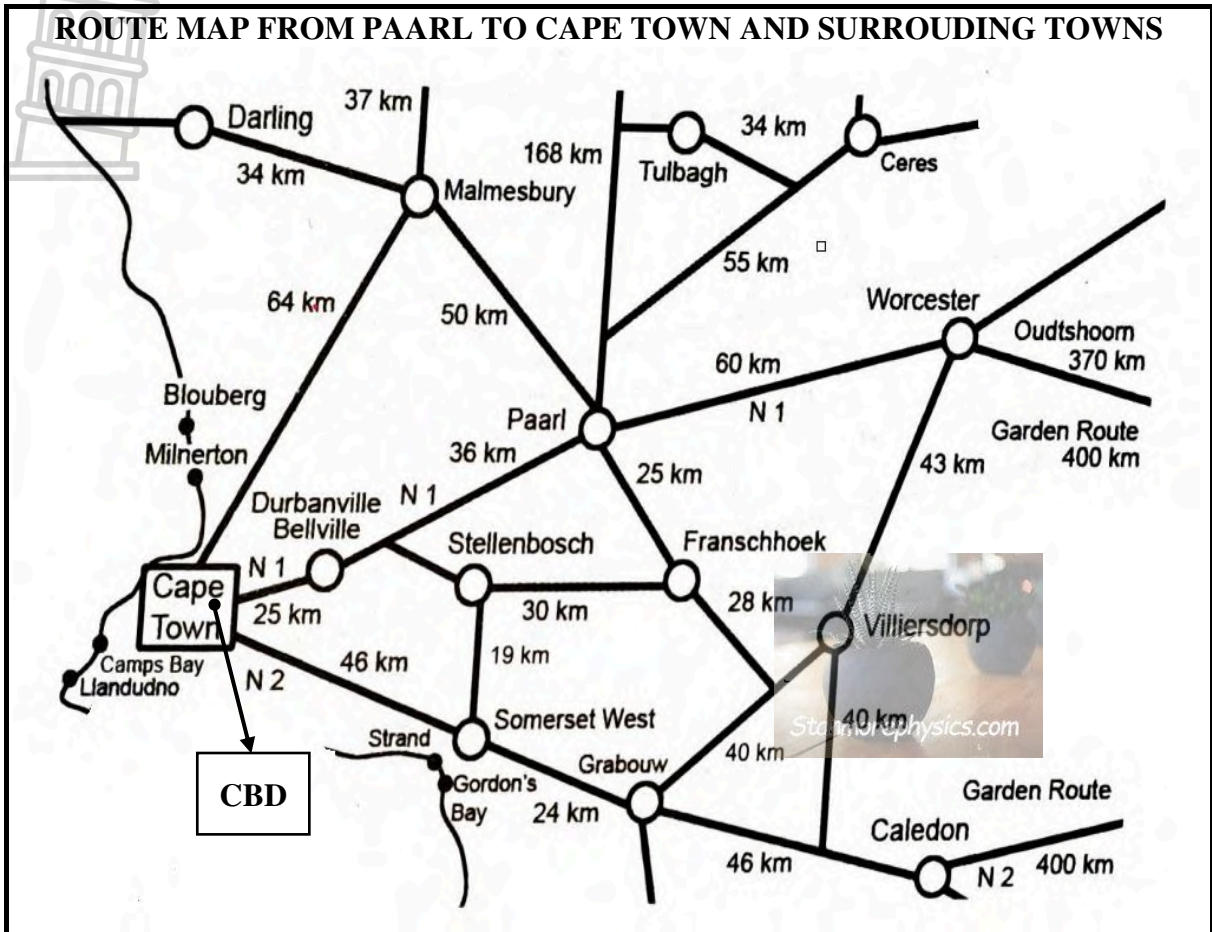 ROUTE MAP FROM PAARL TO CAPE TOWN AND SURROUDING TOWNS
37 km
Darling
34 km
168 km
Tulbagh
Ceres
34 km
Malmesbury
55 km
64 km
50 km
Worcester
Oudtshoorn
370 km
60 km
N 1
Blouberg
Milnerton
Paarl
36 km
25 km
Garden Route
400 km
43 km
N 1
Durbanville
Bellville
Stellenbosch
Franschhoek
N 1
25 km
Cape
Town
30 km
28 km
Villiersdorp
46 km
19 km
Camps Bay
Llandudno
N 2
Somerset West
40 km
Stanmorephysics.com
Strand
40 km
Grabouw
CBD
Gordon's
Bay
24 km
Garden Route
Caledon
46 km
N 2
400 km